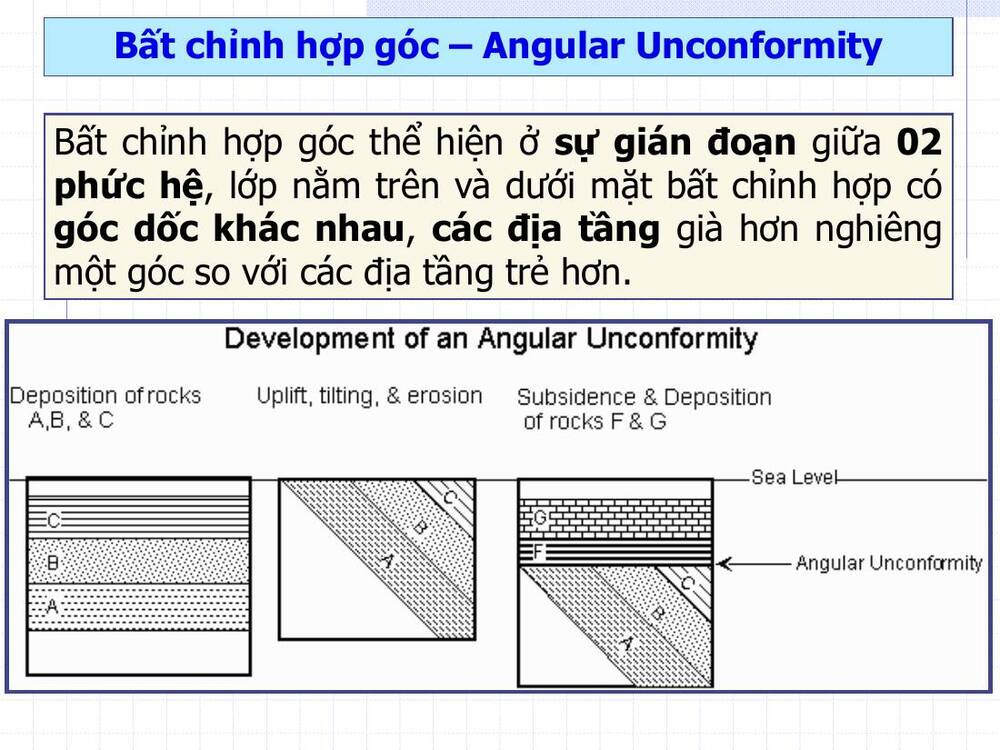 Bất chỉnh hợp góc – Angular Unconformity
Bất chỉnh hợp góc thể hiện ở sự gián đoạn giữa 02
phức hệ, lớp nằm trên và dưới mặt bất chỉnh hợp có
góc dốc khác nhau, các địa tầng già hơn nghiêng
một góc so với các địa tầng trẻ hơn.
Development of an Angular Unconformity
Deposition of rocks
A,B, & C
Uplift, tilting, & erosion
Subsidence & Deposition
of rocks F & G
Sea Level
C
B
A
C
B
A
G
F
Angular Unconformity
C
B
A